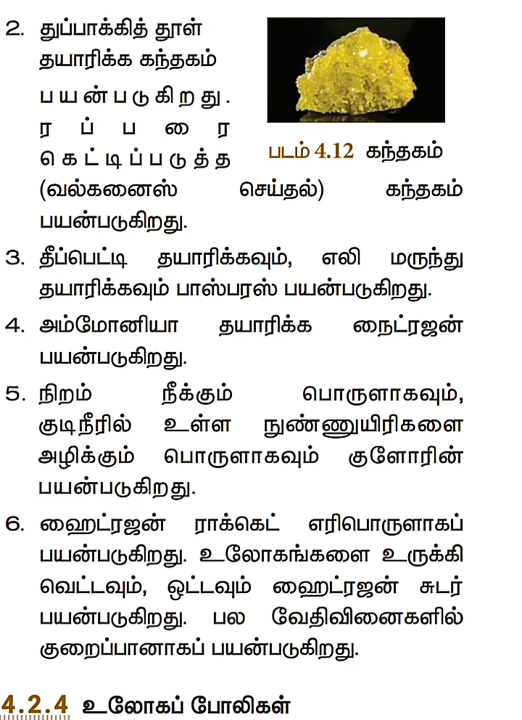 2. துப்பாக்கித் தூள்
தயாரிக்க கந்தகம்
பயன்படுகிறது.
ரப்பரை
கெட்டிப்படுத்த
படம் 4.12 கந்தகம்
(வல்கனைஸ் செய்தல்) கந்தகம்
பயன்படுகிறது.
3. தீப்பெட்டி தயாரிக்கவும், எலி மருந்து
தயாரிக்கவும் பாஸ்பரஸ் பயன்படுகிறது.
4. அம்மோனியா தயாரிக்க நைட்ரஜன்
பயன்படுகிறது.
5. நிறம் நீக்கும் பொருளாகவும்,
குடிநீரில் உள்ள நுண்ணுயிரிகளை
அழிக்கும் பொருளாகவும் குளோரின்
பயன்படுகிறது.
6. ஹைட்ரஜன் ராக்கெட் எரிபொருளாகப்
பயன்படுகிறது. உலோகங்களை உருக்கி
வெட்டவும், ஒட்டவும் ஹைட்ரஜன் சுடர்
பயன்படுகிறது. பல வேதிவினைகளில்
குறைப்பானாகப் பயன்படுகிறது.
4.2.4 உலோகப் போலிகள்